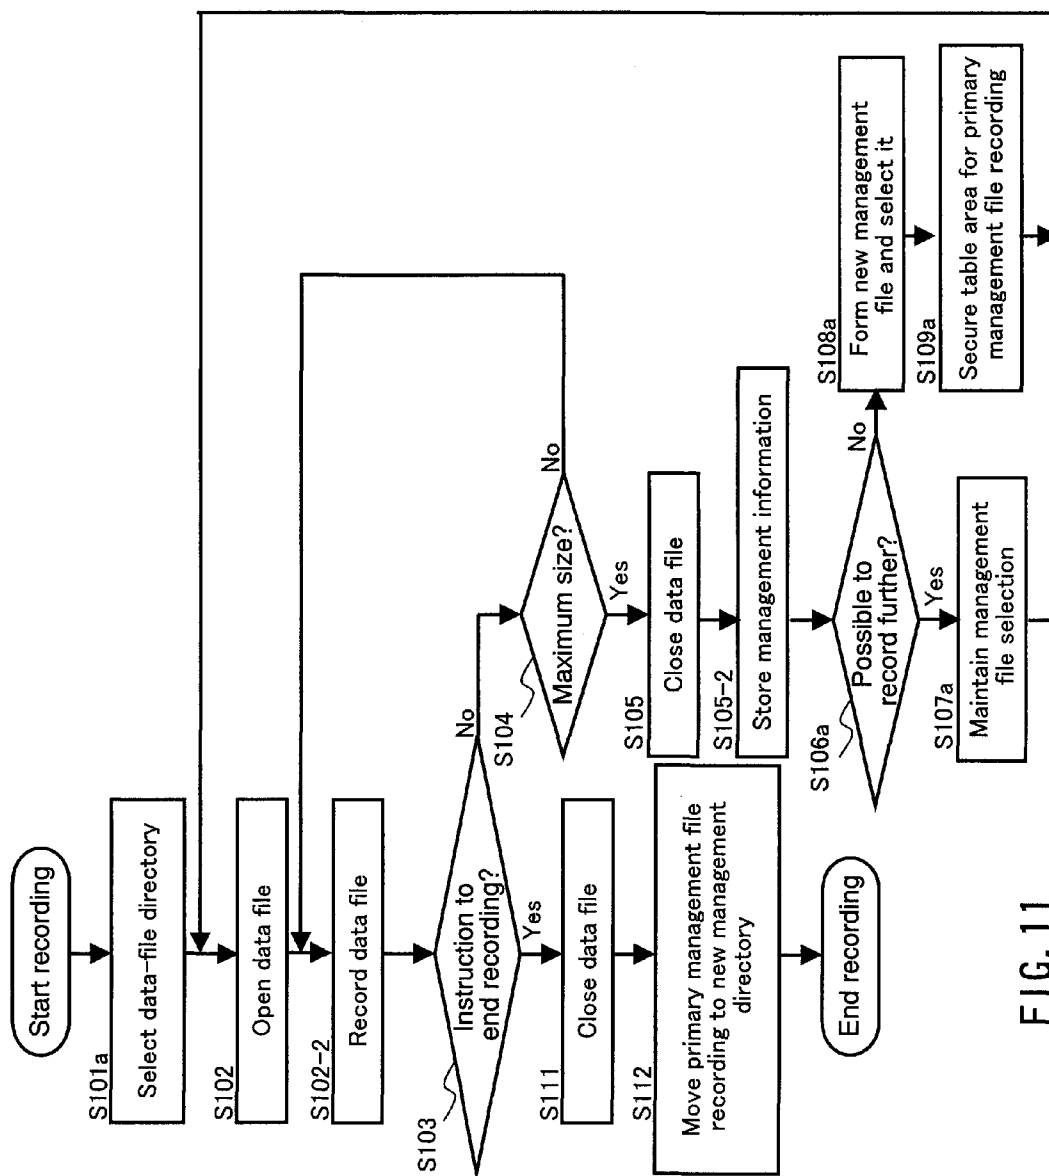 Start recording
S101a
Select data-file directory
S102
Open data file
S102-2
Record data file
S103
Instruction to
end recording?
No
Yes
S111
Close data file
S112
Move primary management file
recording to new management
directory
End recording
S104
Maximum size?
No
Yes
S105
Close data file
S105-2
Store management information
S106a
Possible to
record further?
No
Yes
S107a
Maintain management
file selection
S108a
Form new management
file and select it
S109a
Secure table area for primary
management file recording
FIG. 11